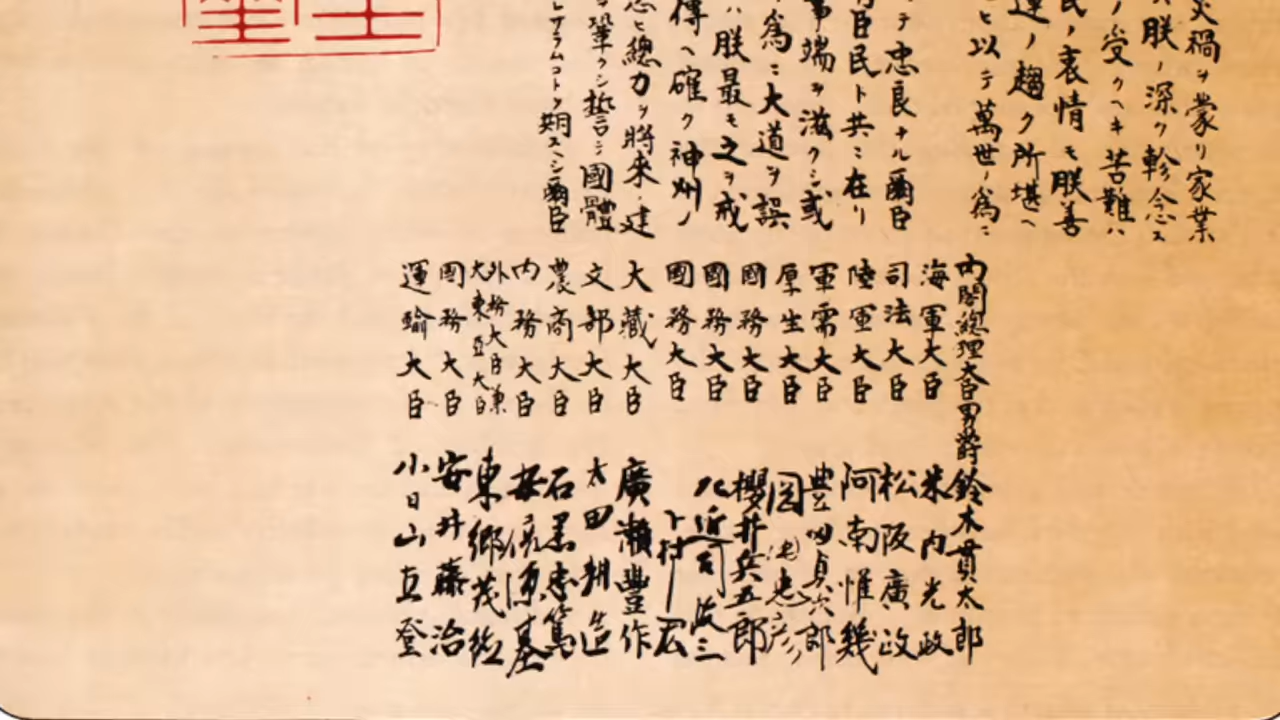 災禍ヲ蒙リ家業
朕ノ深ク軫念ス
ノ受クヘキ苦難ハ
民ノ衷情モ朕善
運ノ趨ク所堪ヘ
ヒ以テ萬世ノ爲ニ
テ忠良ナル爾臣
臣民ト共ニ在リ
事端ヲ滋クシ或
爲ニ大道ヲ誤
ハ朕最モ之ヲ戒
傳ヘ確ク神州ノ
總力ヲ將來ノ建
鞏クシ誓テ國體
レサラムコトヲ期スヘシ爾臣
内閣總理大臣男爵鈴木貫太郎
海軍大臣 米内光政
司法大臣 松阪廣政
陸軍大臣 阿南惟幾
軍需大臣 豊田貞次郎
厚生大臣 岡田忠彦
國務大臣 櫻井兵五郎
國務大臣 左近司政三
國務大臣 下村宏
大藏大臣 廣瀬豐作
文部大臣 太田耕造
農商大臣 石黒忠篤
内務大臣 安倍源基
外務大臣兼
大東亞大臣 東郷茂徳
國務大臣 安井藤治
運輸大臣 小日山直登